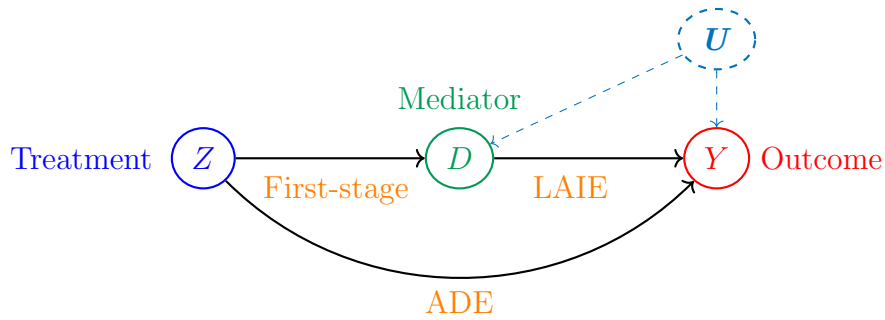 U
Mediator
Treatment Z D Y Outcome
First-stage LAIE
ADE